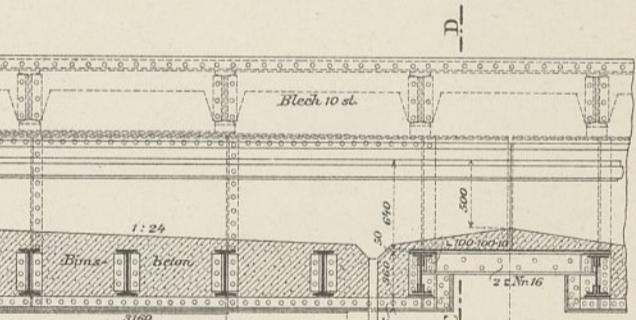 D
Blech 10 st.
500
640
1:24
50
∟100·100·10
Bims-
beton
360
2 ⊏ Nr. 16
3160